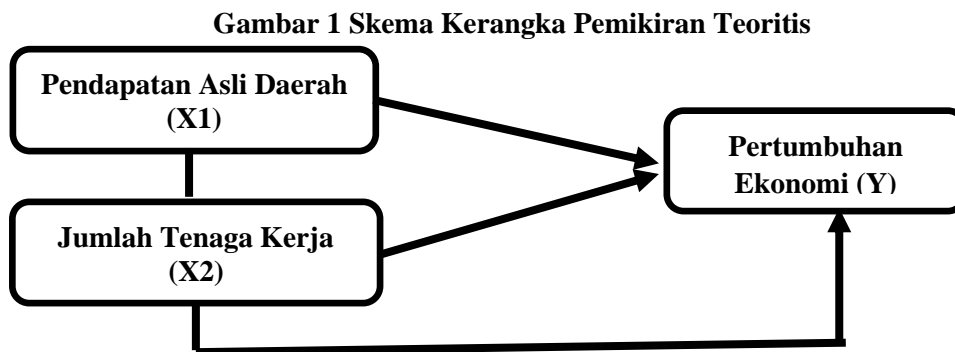 Gambar 1 Skema Kerangka Pemikiran Teoritis
Pendapatan Asli Daerah
(X1)
Pertumbuhan
Ekonomi (Y)
Jumlah Tenaga Kerja
(X2)